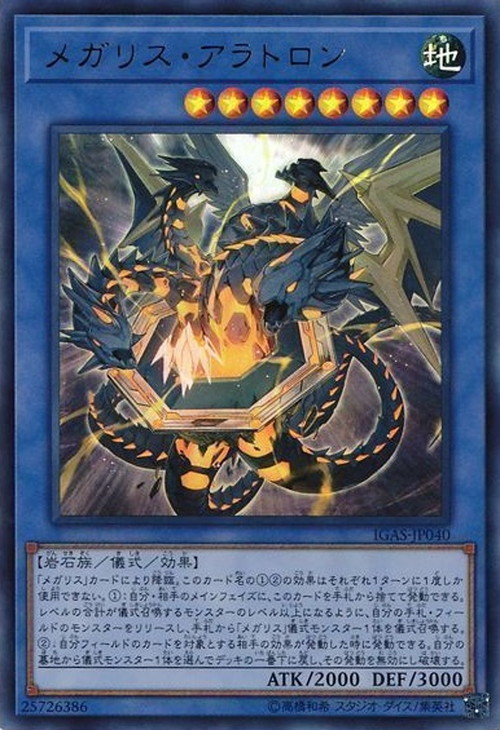 メガリス・アラトロン
地
IGAS-JP040
【岩石族／儀式／効果】
「メガリス」カードにより降臨。このカード名の①②の効果はそれぞれ1ターンに1度しか
使用できない。①:自分・相手のメインフェイズに、このカードを手札から捨てて発動できる。
レベルの合計が儀式召喚するモンスターのレベル以上になるように、自分の手札・フィー
ルドのモンスターをリリースし、手札から「メガリス」儀式モンスター1体を儀式召喚する。
②:自分フィールドのカードを対象とする相手の効果が発動した時に発動できる。自分の
墓地から儀式モンスター1体を選んでデッキの一番下に戻し、その発動を無効にし破壊する。
ATK/2000 DEF/3000
25726386
©高橋和希 スタジオ・ダイス/集英社